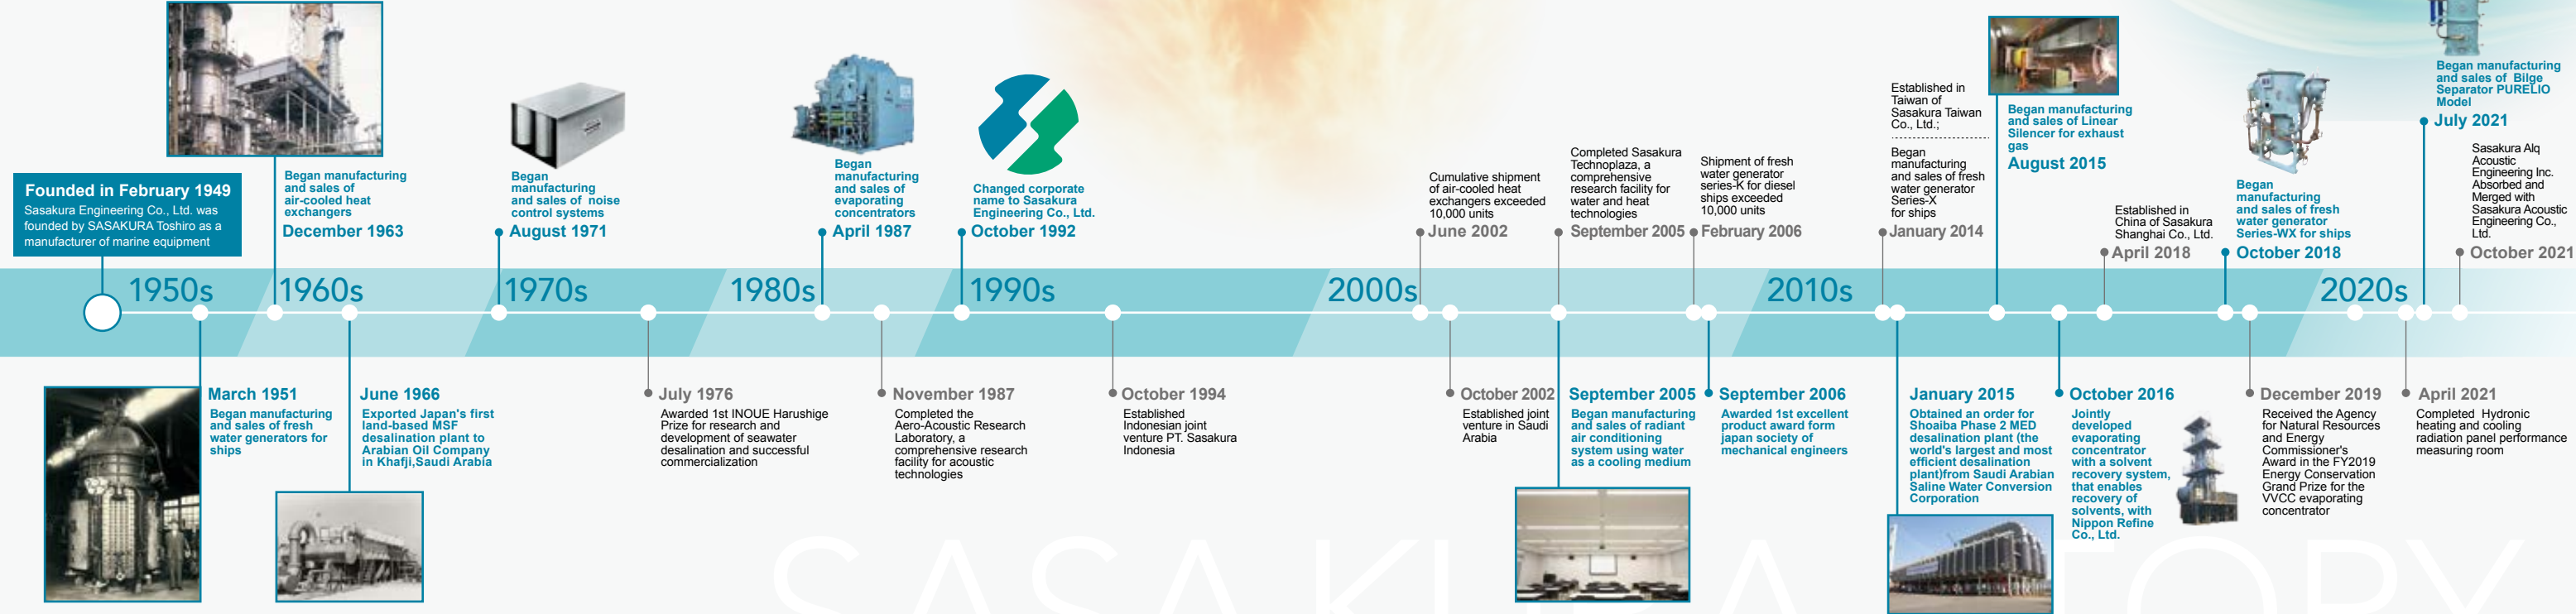 Founded in February 1949
Sasakura Engineering Co., Ltd. was
founded by SASAKURA Toshiro as a
manufacturer of marine equipment
Began manufacturing
and sales of
air-cooled heat
exchangers
December 1963
Began
manufacturing
and sales of noise
control systems
August 1971
Began
manufacturing
and sales of
evaporating
concentrators
April 1987
Changed corporate
name to Sasakura
Engineering Co., Ltd.
October 1992
Cumulative shipment
of air-cooled heat
exchangers exceeded
10,000 units
June 2002
Completed Sasakura
Technoplaza, a
comprehensive
research facility for
water and heat
technologies
September 2005
Shipment of fresh
water generator
series-K for diesel
ships exceeded
10,000 units
February 2006
Established in
Taiwan of
Sasakura Taiwan
Co., Ltd.;
Began
manufacturing
and sales of fresh
water generator
Series-X
for ships
January 2014
Began manufacturing
and sales of Linear
Silencer for exhaust
gas
August 2015
Established in
China of Sasakura
Shanghai Co., Ltd.
April 2018
Began
manufacturing
and sales of fresh
water generator
Series-WX for ships
October 2018
Began manufacturing
and sales of Bilge
Separator PURELIO
Model
July 2021
Sasakura Alq
Acoustic
Engineering Inc.
Absorbed and
Merged with
Sasakura Acoustic
Engineering Co.,
Ltd.
October 2021
1950s
1960s
1970s
1980s
1990s
2000s
2010s
2020s
March 1951
Began manufacturing
and sales of fresh
water generators for
ships
June 1966
Exported Japan's first
land-based MSF
desalination plant to
Arabian Oil Company
in Khafji,Saudi Arabia
July 1976
Awarded 1st INOUE Harushige
Prize for research and
development of seawater
desalination and successful
commercialization
November 1987
Completed the
Aero-Acoustic Research
Laboratory, a
comprehensive research
facility for acoustic
technologies
October 1994
Established
Indonesian joint
venture PT. Sasakura
Indonesia
October 2002
Established joint
venture in Saudi
Arabia
September 2005
Began manufacturing
and sales of radiant
air conditioning
system using water
as a cooling medium
September 2006
Awarded 1st excellent
product award form
japan society of
mechanical engineers
January 2015
Obtained an order for
Shoaiba Phase 2 MED
desalination plant (the
world's largest and most
efficient desalination
plant)from Saudi Arabian
Saline Water Conversion
Corporation
October 2016
Jointly
developed
evaporating
concentrator
with a solvent
recovery system,
that enables
recovery of
solvents, with
Nippon Refine
Co., Ltd.
December 2019
Received the Agency
for Natural Resources
and Energy
Commissioner's
Award in the FY2019
Energy Conservation
Grand Prize for the
VVCC evaporating
concentrator
April 2021
Completed Hydronic
heating and cooling
radiation panel performance
measuring room